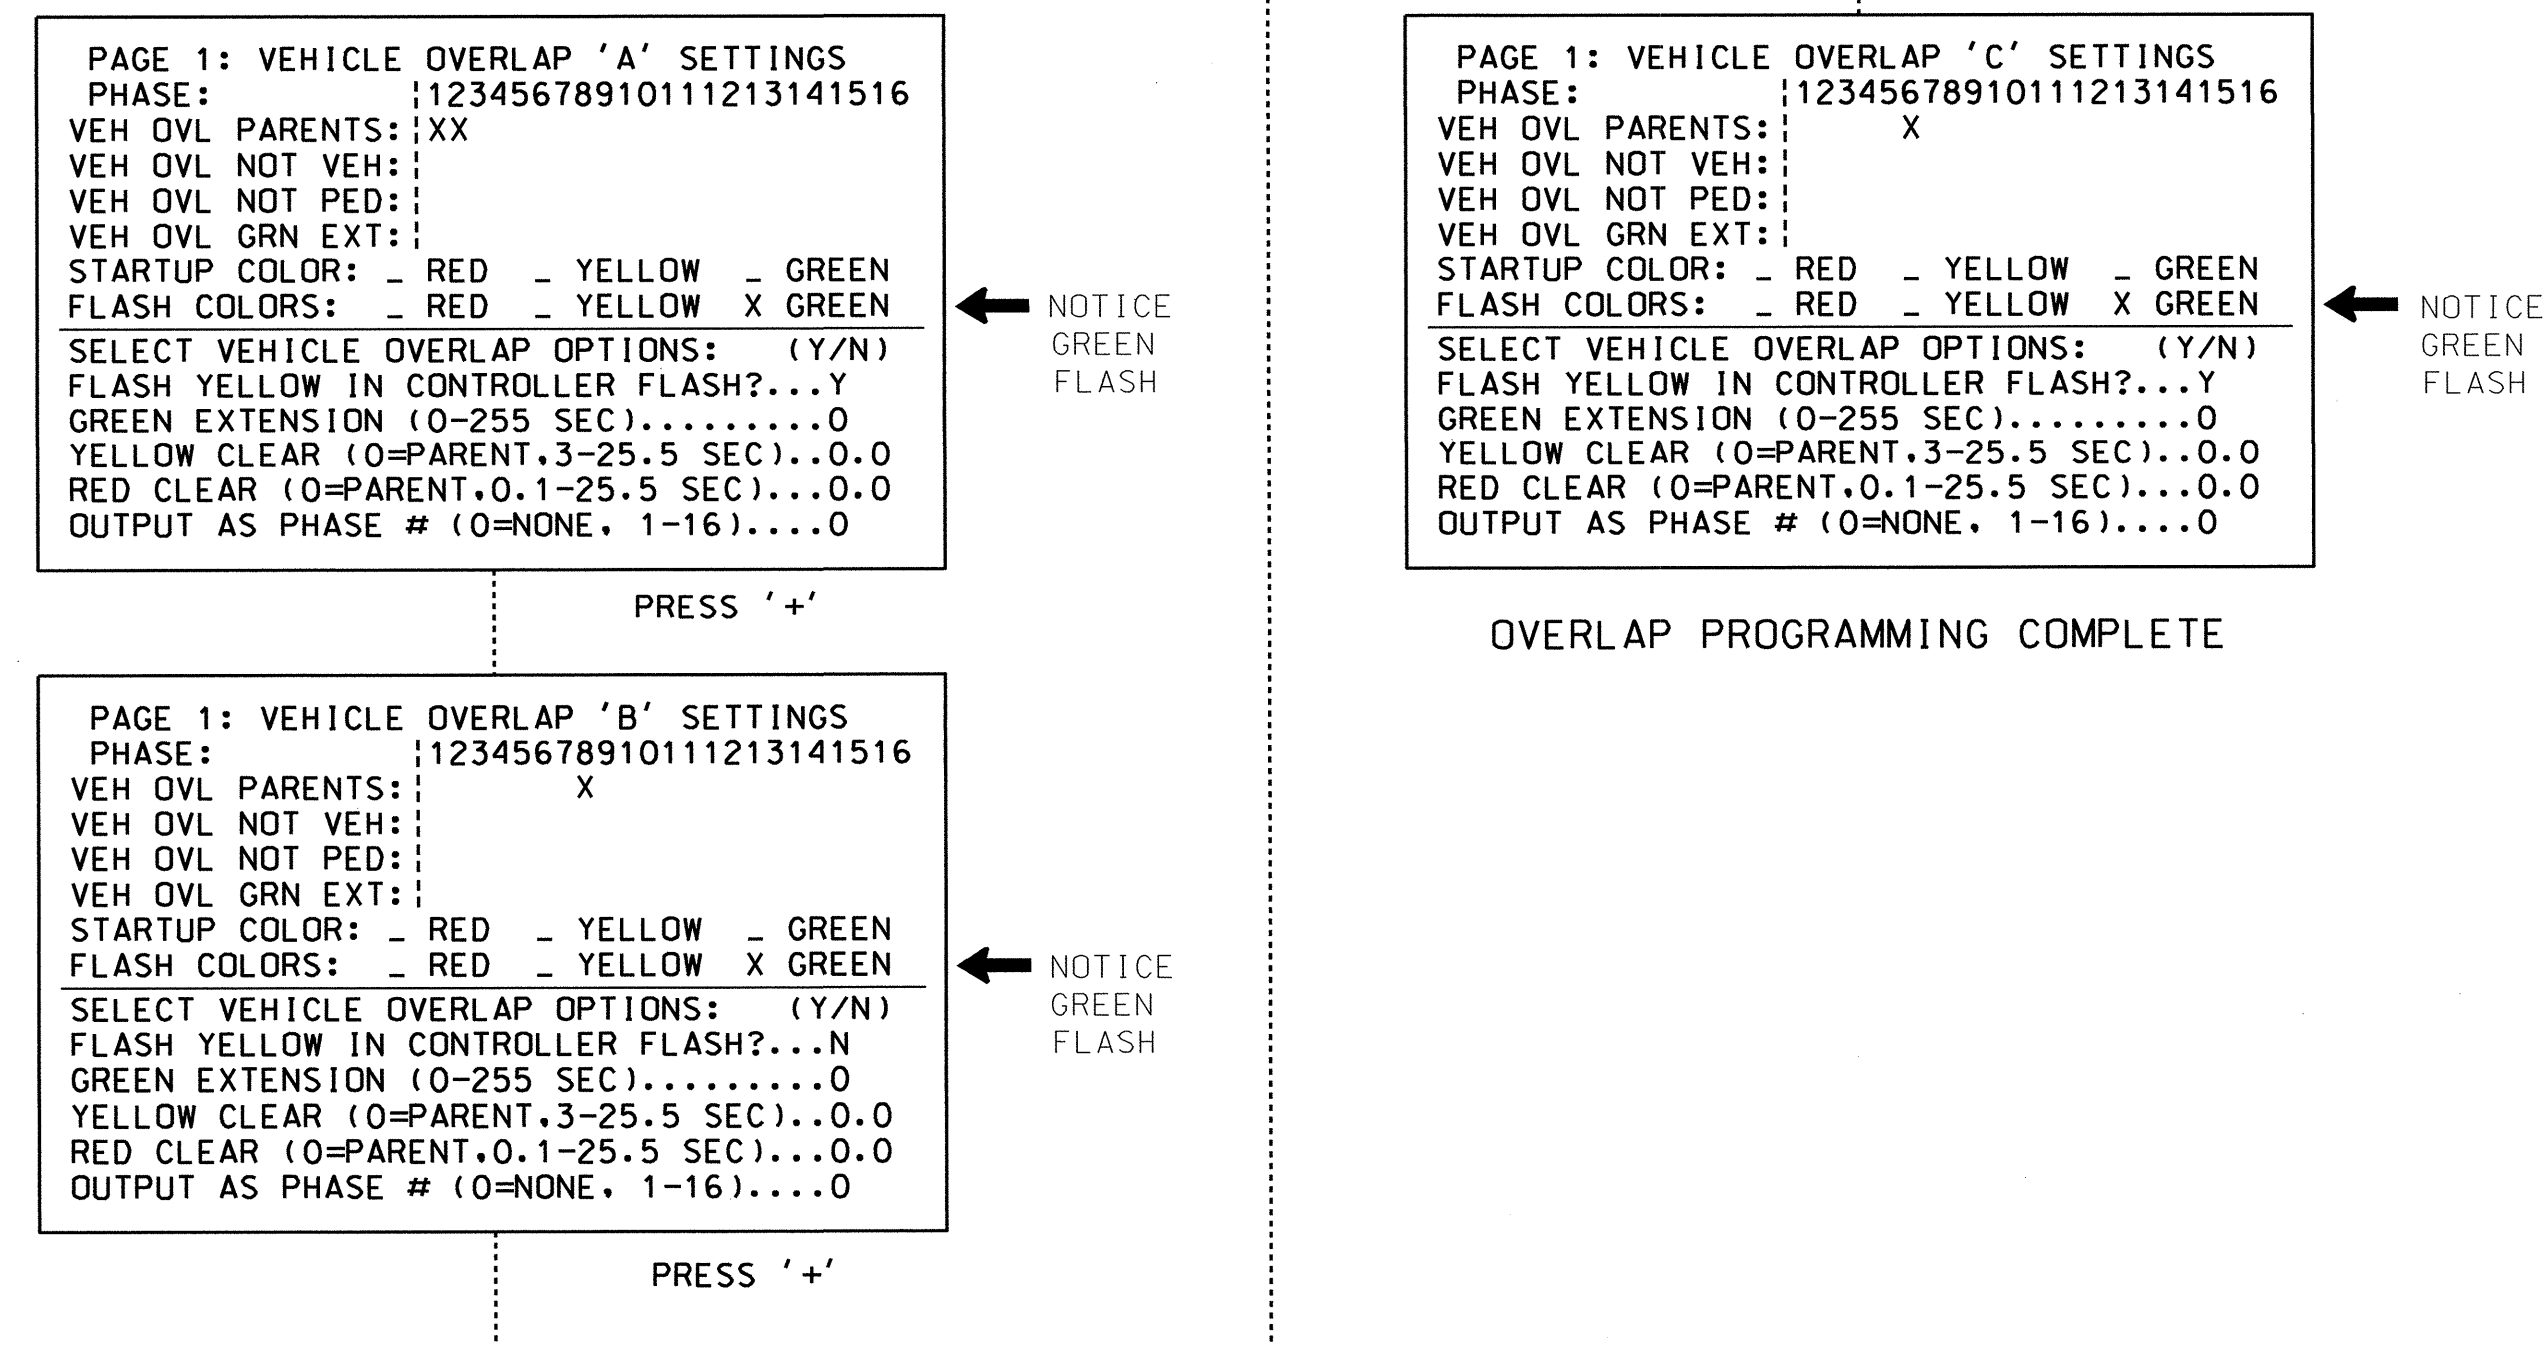 PAGE 1: VEHICLE OVERLAP 'A' SETTINGS
PHASE: ¦12345678910111213141516
VEH OVL PARENTS:¦XX
VEH OVL NOT VEH:¦
VEH OVL NOT PED:¦
VEH OVL GRN EXT:¦
STARTUP COLOR: _ RED _ YELLOW _ GREEN
FLASH COLORS: _ RED _ YELLOW X GREEN
SELECT VEHICLE OVERLAP OPTIONS: (Y/N)
FLASH YELLOW IN CONTROLLER FLASH?...Y
GREEN EXTENSION (0-255 SEC).........0
YELLOW CLEAR (0=PARENT,3-25.5 SEC)..0.0
RED CLEAR (0=PARENT,0.1-25.5 SEC)...0.0
OUTPUT AS PHASE # (0=NONE, 1-16)....0
NOTICE
GREEN
FLASH
PRESS '+'
PAGE 1: VEHICLE OVERLAP 'B' SETTINGS
PHASE: ¦12345678910111213141516
VEH OVL PARENTS:¦ X
VEH OVL NOT VEH:¦
VEH OVL NOT PED:¦
VEH OVL GRN EXT:¦
STARTUP COLOR: _ RED _ YELLOW _ GREEN
FLASH COLORS: _ RED _ YELLOW X GREEN
SELECT VEHICLE OVERLAP OPTIONS: (Y/N)
FLASH YELLOW IN CONTROLLER FLASH?...N
GREEN EXTENSION (0-255 SEC).........0
YELLOW CLEAR (0=PARENT,3-25.5 SEC)..0.0
RED CLEAR (0=PARENT,0.1-25.5 SEC)...0.0
OUTPUT AS PHASE # (0=NONE, 1-16)....0
NOTICE
GREEN
FLASH
PRESS '+'
PAGE 1: VEHICLE OVERLAP 'C' SETTINGS
PHASE: ¦12345678910111213141516
VEH OVL PARENTS:¦ X
VEH OVL NOT VEH:¦
VEH OVL NOT PED:¦
VEH OVL GRN EXT:¦
STARTUP COLOR: _ RED _ YELLOW _ GREEN
FLASH COLORS: _ RED _ YELLOW X GREEN
SELECT VEHICLE OVERLAP OPTIONS: (Y/N)
FLASH YELLOW IN CONTROLLER FLASH?...Y
GREEN EXTENSION (0-255 SEC).........0
YELLOW CLEAR (0=PARENT,3-25.5 SEC)..0.0
RED CLEAR (0=PARENT,0.1-25.5 SEC)...0.0
OUTPUT AS PHASE # (0=NONE, 1-16)....0
NOTICE
GREEN
FLASH
OVERLAP PROGRAMMING COMPLETE